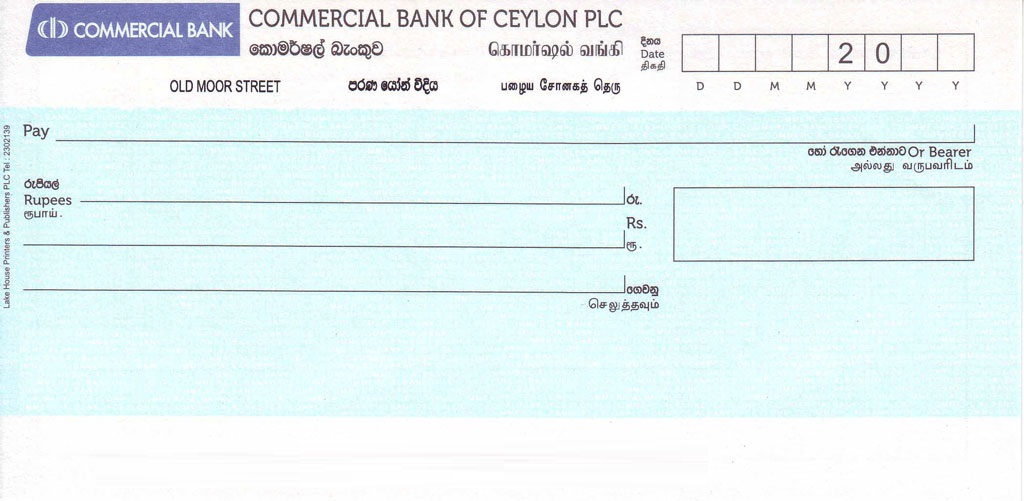 COMMERCIAL BANK
COMMERCIAL BANK OF CEYLON PLC
කොමර්ෂල් බැංකුව கொமர்ஷல் வங்கி
OLD MOOR STREET පරණ යෝන් වීදිය பழைய சோனகத் தெரு
දිනය
Date
திகதி
2 0
D D M M Y Y Y Y
Pay
හෝ රැගෙන එන්නාට Or Bearer
அல்லது வருபவரிடம்
රුපියල්
Rupees
ரூபாய்.
රු.
Rs.
ரூ.
ගෙවනු
செலுத்தவும்
Lake House Printers & Publishers PLC Tel : 2302139